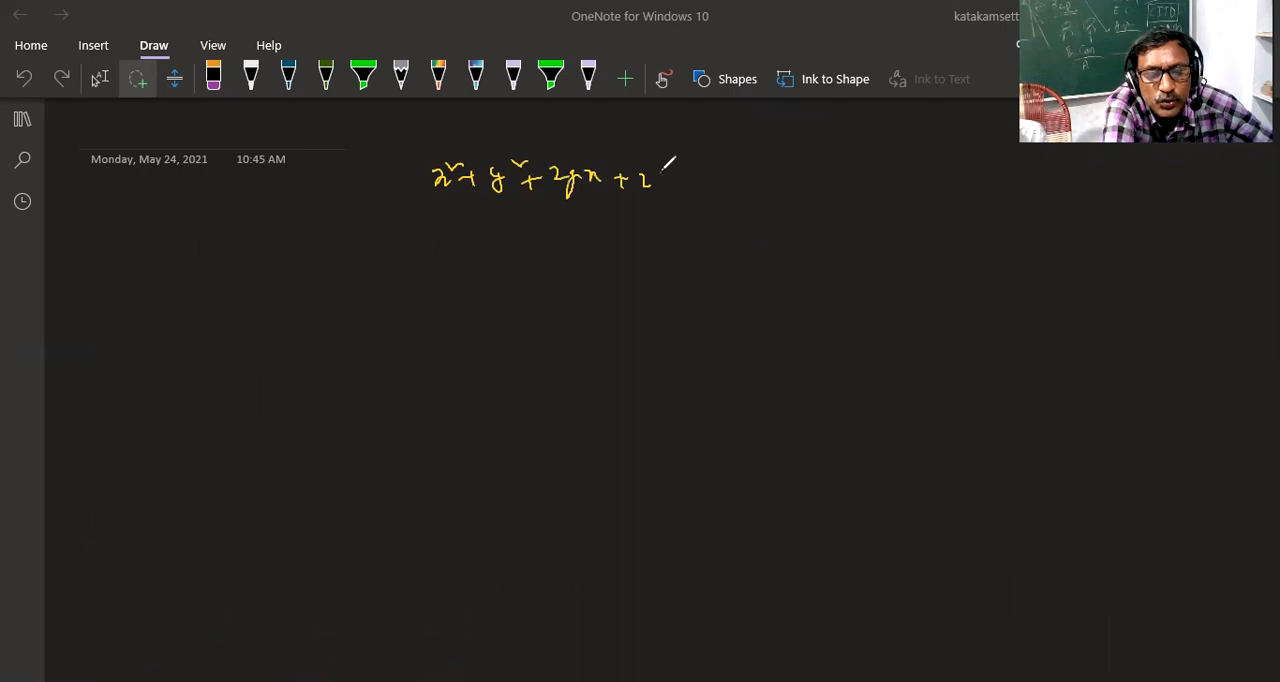 OneNote for Windows 10
katakamsett
Home Insert Draw View Help
Shapes Ink to Shape Ink to Text
Monday, May 24, 2021 10:45 AM
x² + y² + 2gx + 2